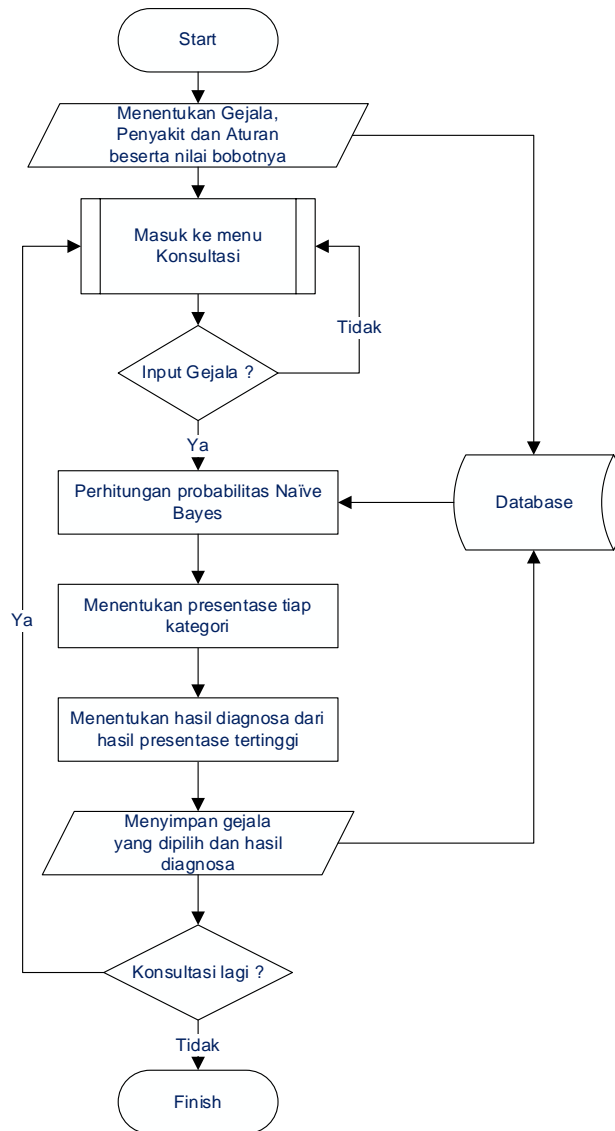 Start
Menentukan Gejala,
Penyakit dan Aturan
beserta nilai bobotnya
Masuk ke menu
Konsultasi
Tidak
Input Gejala ?
Ya
Perhitungan probabilitas Naïve
Bayes
Database
Menentukan presentase tiap
kategori
Ya
Menentukan hasil diagnosa dari
hasil presentase tertinggi
Menyimpan gejala
yang dipilih dan hasil
diagnosa
Konsultasi lagi ?
Tidak
Finish